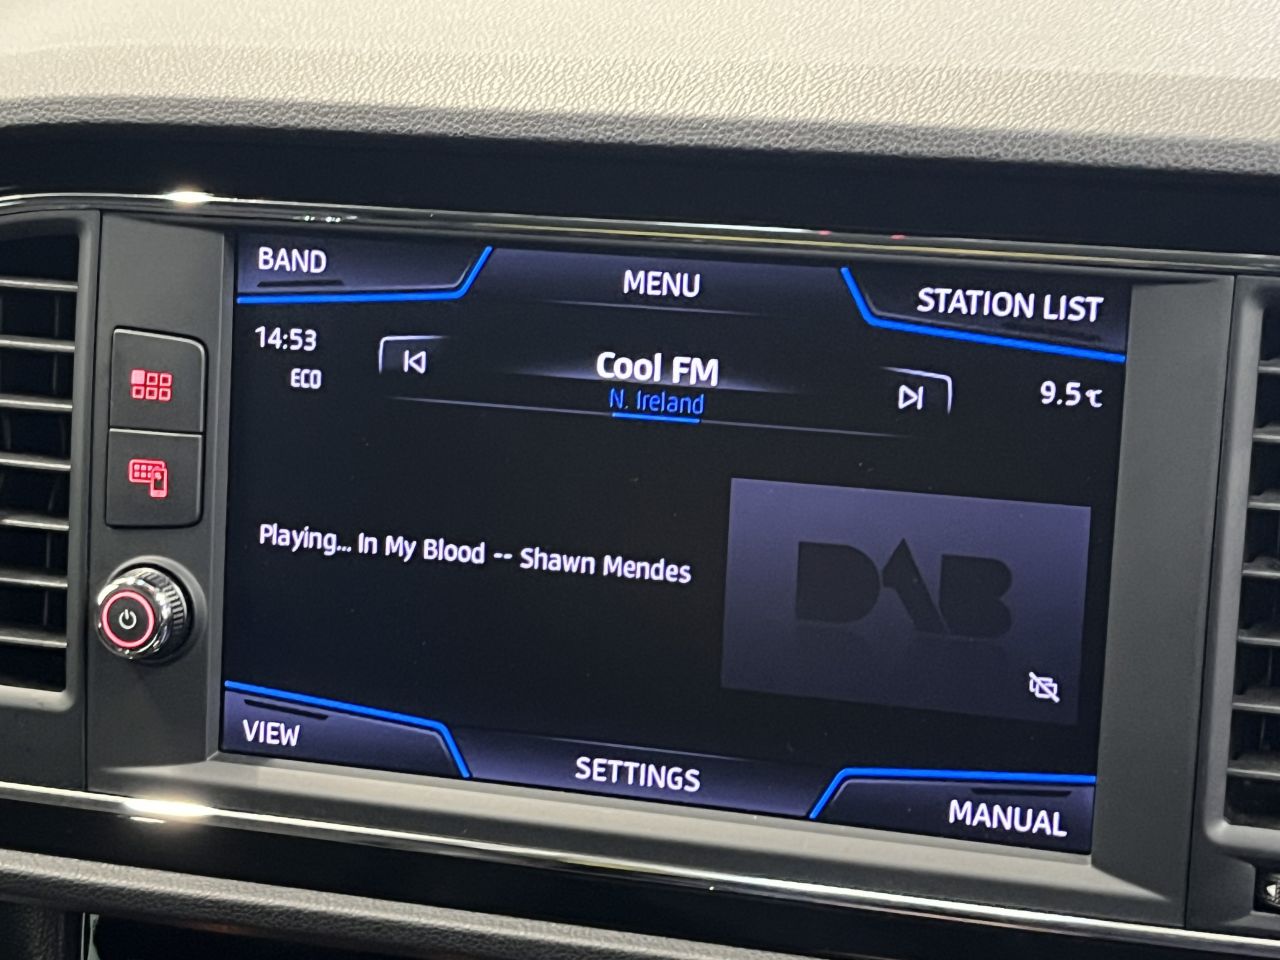 BAND
MENU
STATION LIST
14:53
ECO
Cool FM
N. Ireland
9.5℃
Playing... In My Blood -- Shawn Mendes
DAB
VIEW
SETTINGS
MANUAL